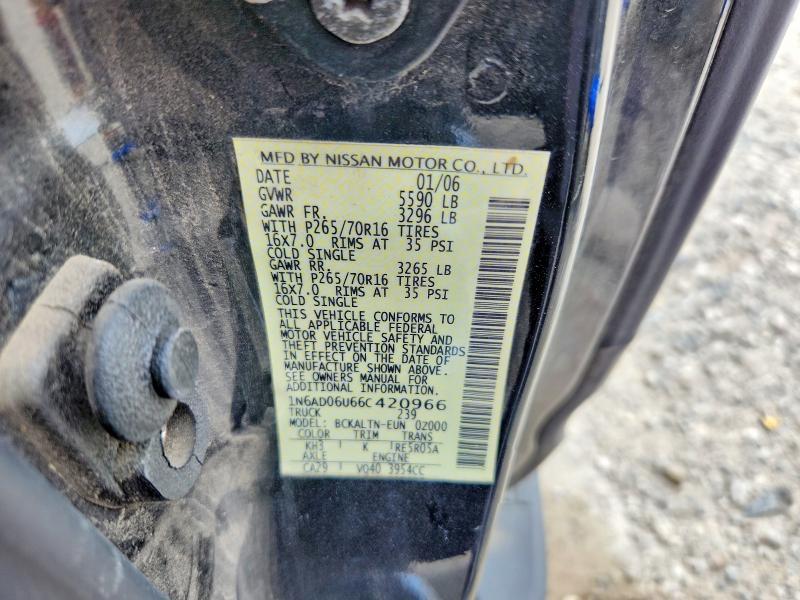 MFD BY NISSAN MOTOR CO., LTD.
DATE 01/06
GVWR 5590 LB
GAWR FR. 3296 LB
WITH P265/70R16 TIRES
16X7.0 RIMS AT 35 PSI
COLD SINGLE
GAWR RR. 3265 LB
WITH P265/70R16 TIRES
16X7.0 RIMS AT 35 PSI
COLD SINGLE
THIS VEHICLE CONFORMS TO
ALL APPLICABLE FEDERAL
MOTOR VEHICLE SAFETY AND
THEFT PREVENTION STANDARDS
IN EFFECT ON THE DATE OF
MANUFACTURE SHOWN ABOVE.
SEE OWNERS MANUAL FOR
ADDITIONAL INFORMATION
1N6AD06U66C420966
TRUCK 239
MODEL: BCKALTN-EUN 02000
COLOR TRIM TRANS
KH3 K RE5R05A
AXLE ENGINE
CA29 VQ40 3954CC